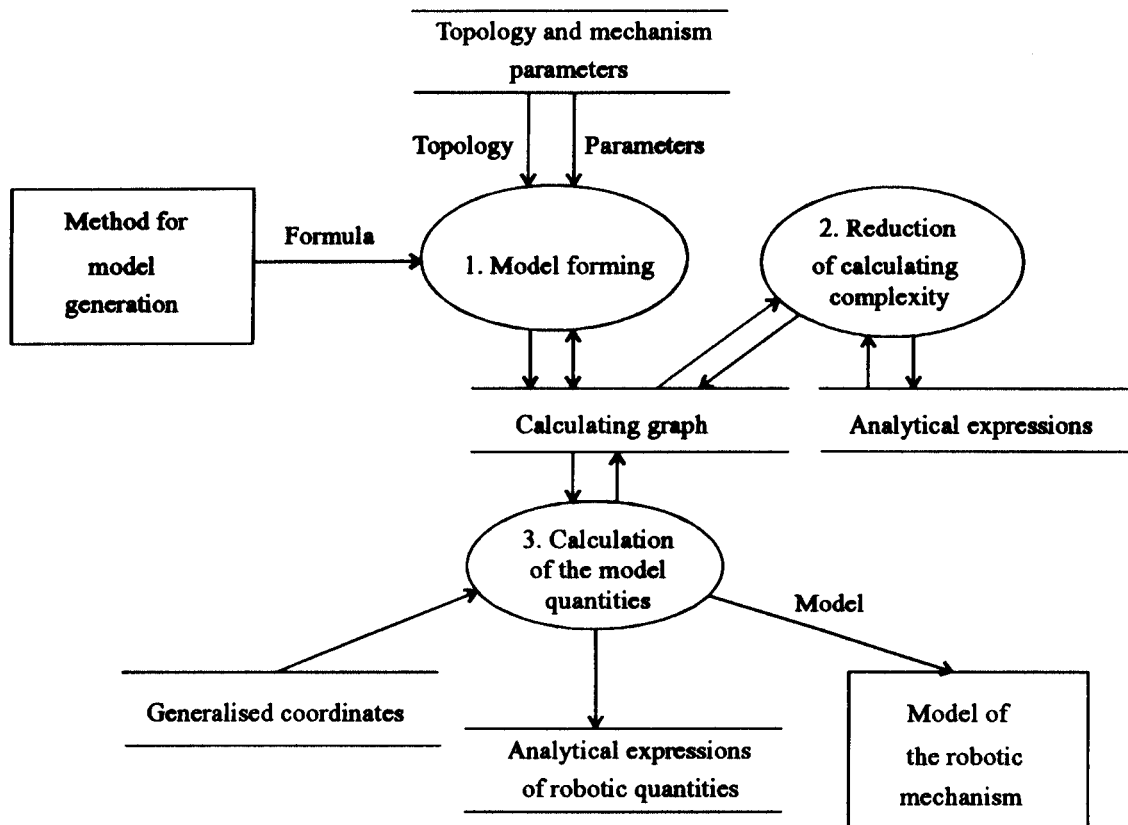 Topology and mechanism
parameters
Topology
Parameters
Method for
model
generation
Formula
1. Model forming
2. Reduction
of calculating
complexity
Calculating graph
Analytical expressions
3. Calculation
of the model
quantities
Model
Generalised coordinates
Analytical expressions
of robotic quantities
Model of
the robotic
mechanism